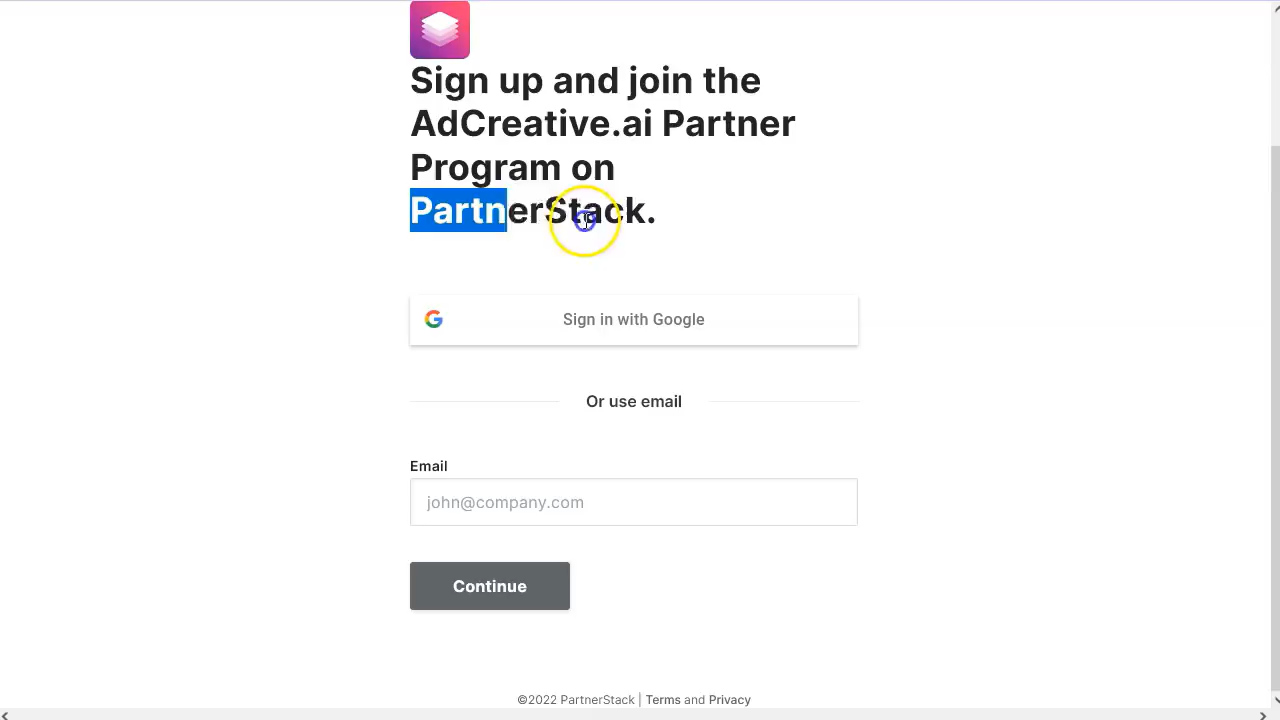 Sign up and join the
AdCreative.ai Partner
Program on
PartnerStack.
Sign in with Google
Or use email
Email
john@company.com
Continue
©2022 PartnerStack | Terms and Privacy